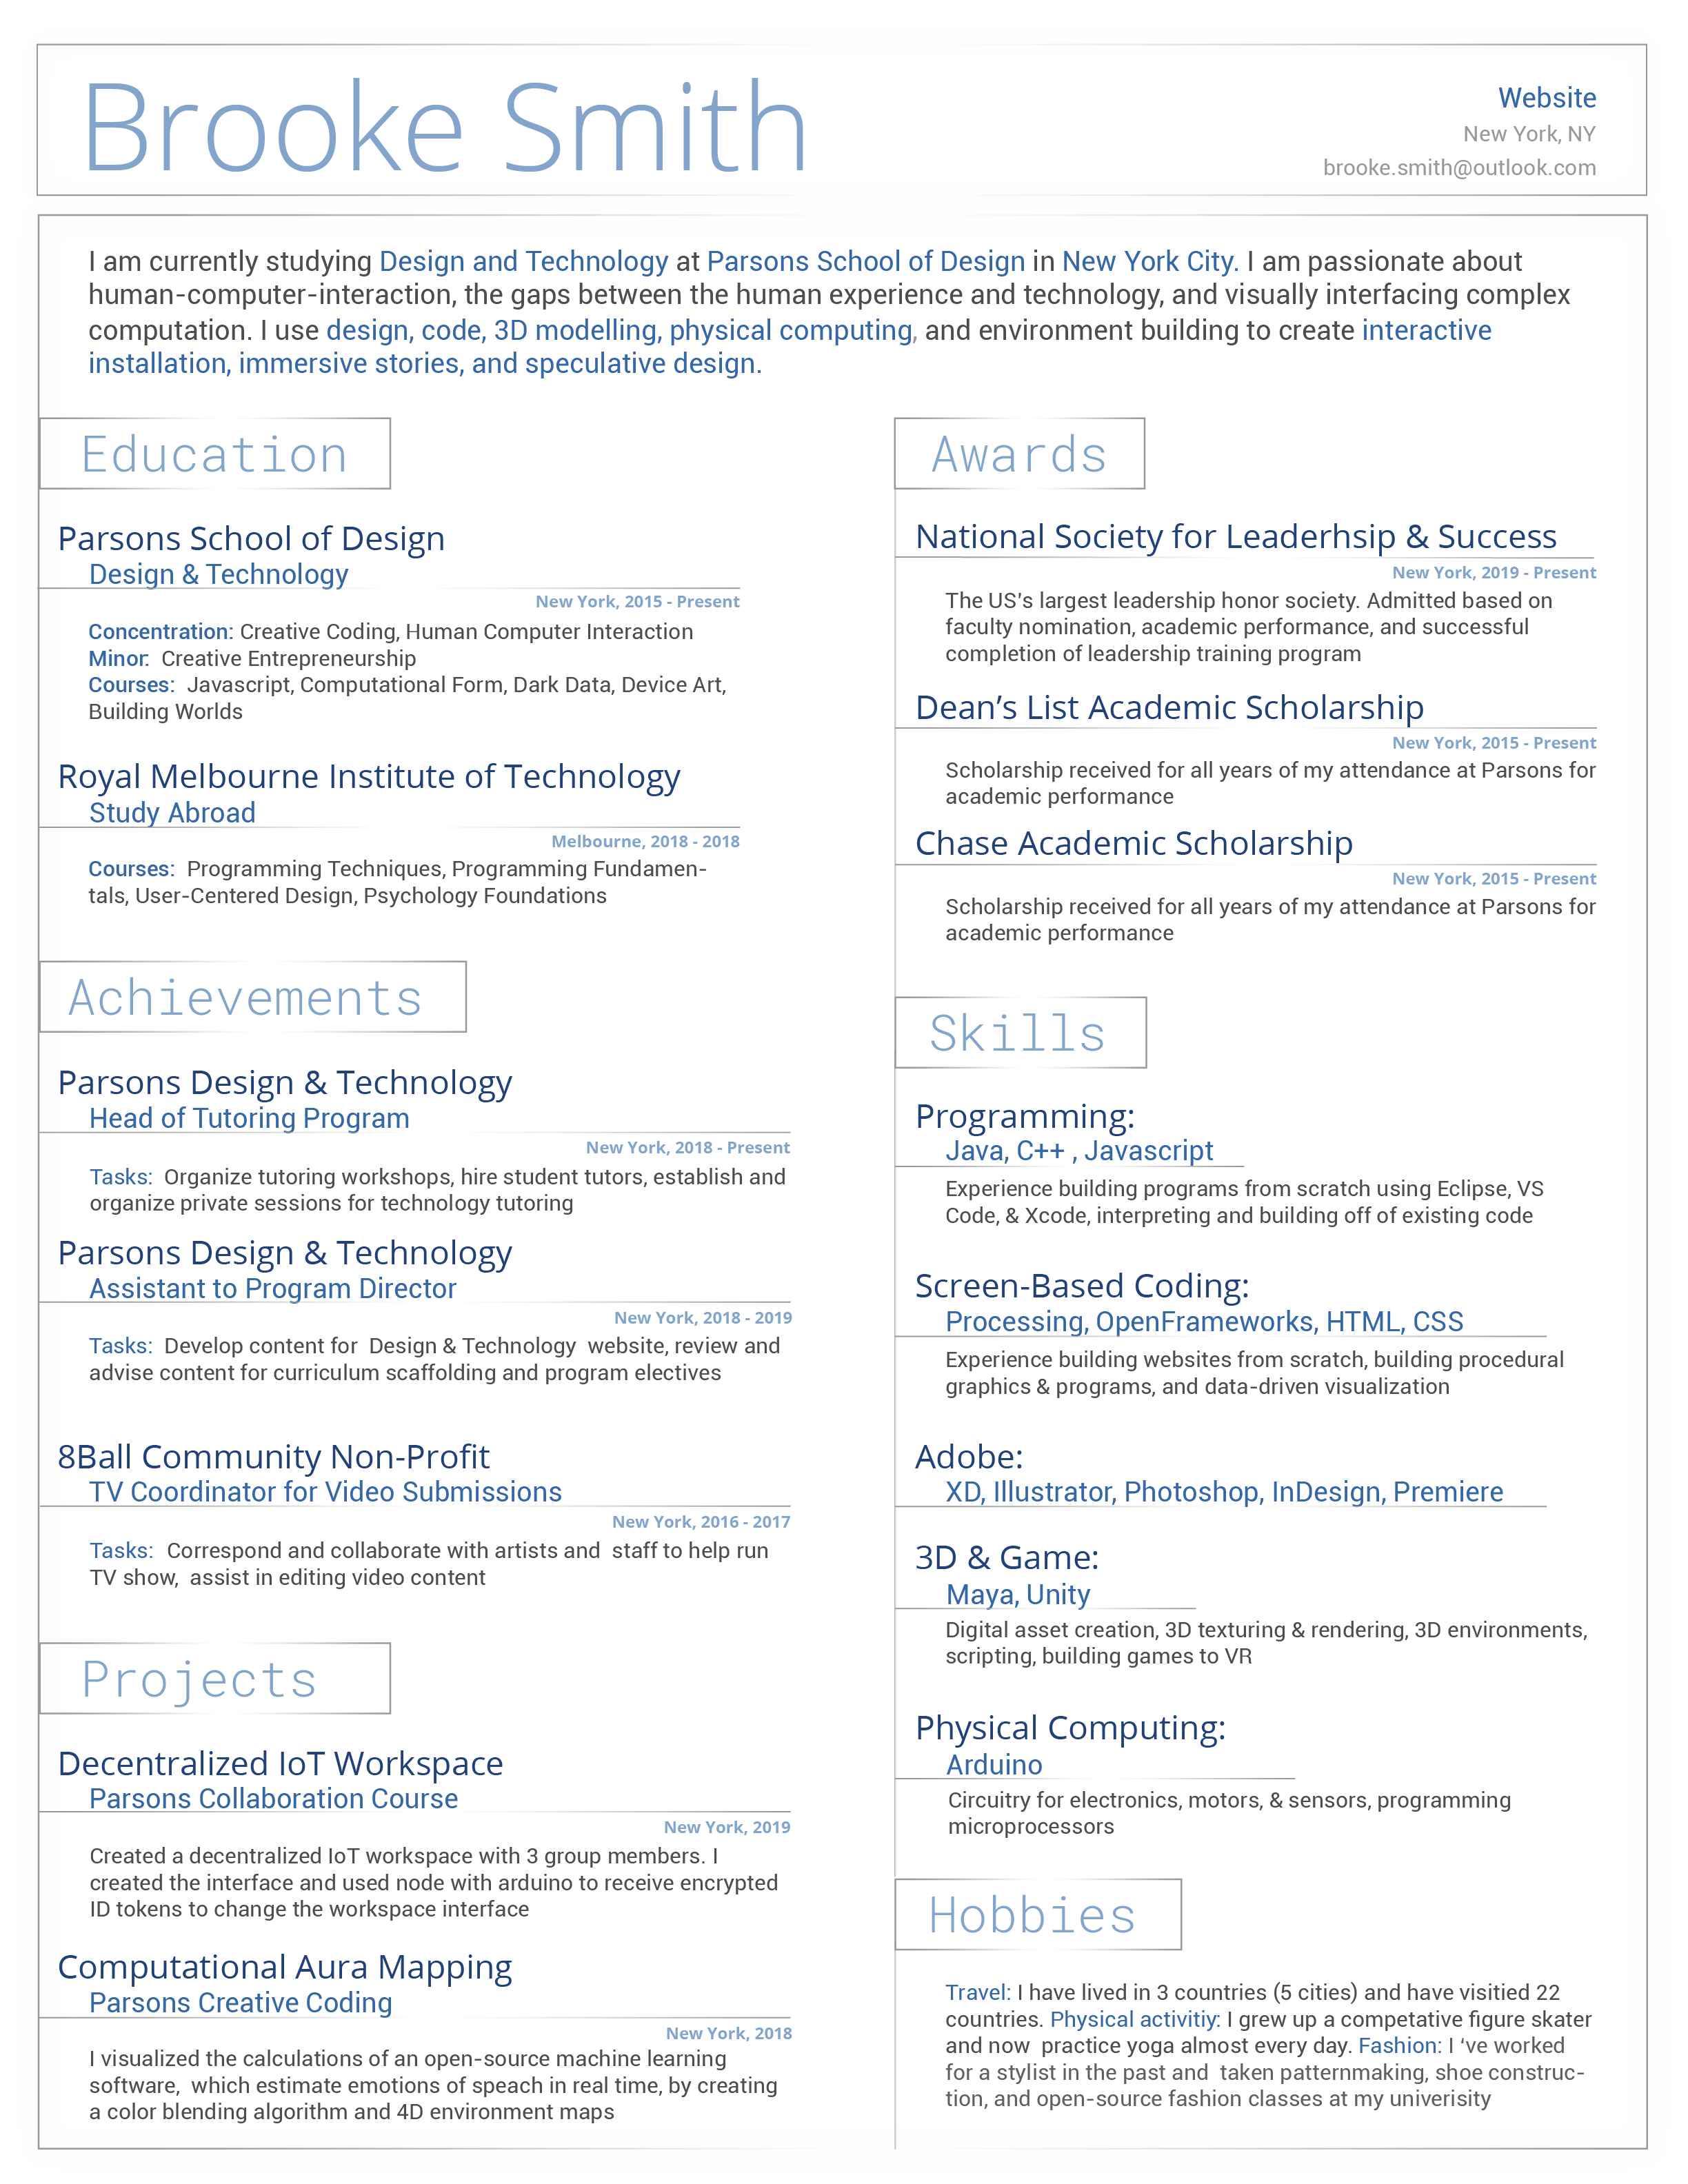 Brooke Smith
Website
New York, NY
brooke.smith@outlook.com
I am currently studying Design and Technology at Parsons School of Design in New York City. I am passionate about
human-computer-interaction, the gaps between the human experience and technology, and visually interfacing complex
computation. I use design, code, 3D modelling, physical computing, and environment building to create interactive
installation, immersive stories, and speculative design.
Education
Parsons School of Design
Design & Technology
New York, 2015 - Present
Concentration: Creative Coding, Human Computer Interaction
Minor: Creative Entrepreneurship
Courses: Javascript, Computational Form, Dark Data, Device Art,
Building Worlds
Royal Melbourne Institute of Technology
Study Abroad
Melbourne, 2018 - 2018
Courses: Programming Techniques, Programming Fundamen-
tals, User-Centered Design, Psychology Foundations
Achievements
Parsons Design & Technology
Head of Tutoring Program
New York, 2018 - Present
Tasks: Organize tutoring workshops, hire student tutors, establish and
organize private sessions for technology tutoring
Parsons Design & Technology
Assistant to Program Director
New York, 2018 - 2019
Tasks: Develop content for Design & Technology website, review and
advise content for curriculum scaffolding and program electives
8Ball Community Non-Profit
TV Coordinator for Video Submissions
New York, 2016 - 2017
Tasks: Correspond and collaborate with artists and staff to help run
TV show, assist in editing video content
Projects
Decentralized IoT Workspace
Parsons Collaboration Course
New York, 2019
Created a decentralized IoT workspace with 3 group members. I
created the interface and used node with arduino to receive encrypted
ID tokens to change the workspace interface
Computational Aura Mapping
Parsons Creative Coding
New York, 2018
I visualized the calculations of an open-source machine learning
software, which estimate emotions of speach in real time, by creating
a color blending algorithm and 4D environment maps
Awards
National Society for Leaderhsip & Success
New York, 2019 - Present
The US's largest leadership honor society. Admitted based on
faculty nomination, academic performance, and successful
completion of leadership training program
Dean’s List Academic Scholarship
New York, 2015 - Present
Scholarship received for all years of my attendance at Parsons for
academic performance
Chase Academic Scholarship
New York, 2015 - Present
Scholarship received for all years of my attendance at Parsons for
academic performance
Skills
Programming:
Java, C++ , Javascript
Experience building programs from scratch using Eclipse, VS
Code, & Xcode, interpreting and building off of existing code
Screen-Based Coding:
Processing, OpenFrameworks, HTML, CSS
Experience building websites from scratch, building procedural
graphics & programs, and data-driven visualization
Adobe:
XD, Illustrator, Photoshop, InDesign, Premiere
3D & Game:
Maya, Unity
Digital asset creation, 3D texturing & rendering, 3D environments,
scripting, building games to VR
Physical Computing:
Arduino
Circuitry for electronics, motors, & sensors, programming
microprocessors
Hobbies
Travel: I have lived in 3 countries (5 cities) and have visitied 22
countries. Physical activitiy: I grew up a competative figure skater
and now practice yoga almost every day. Fashion: I ‘ve worked
for a stylist in the past and taken patternmaking, shoe construc-
tion, and open-source fashion classes at my univerisity